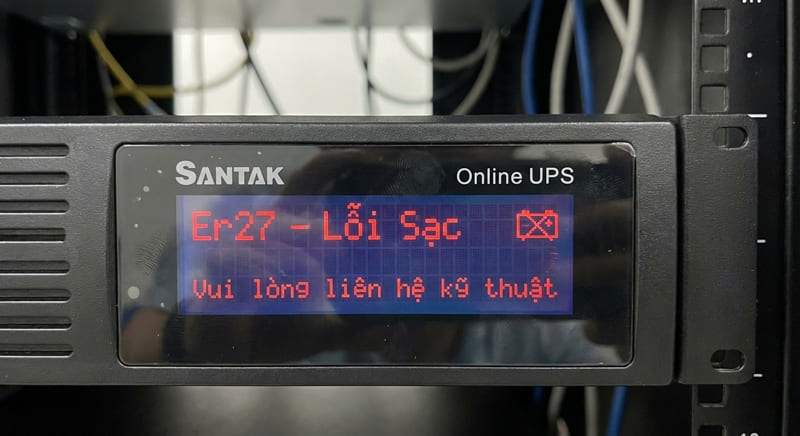 SANTAK
Online UPS
Er27 - Lỗi Sạc
Vui lòng liên hệ kỹ thuật